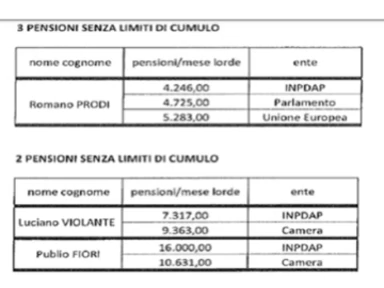 3 PENSIONI SENZA LIMITI DI CUMULO
nome cognome pensioni/mese lorde ente
Romano PRODI 4.246,00 INPDAP
4.725,00 Parlamento
5.283,00 Unione Europea
2 PENSIONI SENZA LIMITI DI CUMULO
nome cognome pensioni/mese lorde ente
Luciano VIOLANTE 7.317,00 INPDAP
9.363,00 Camera
Publio FIORI 16.000,00 INPDAP
10.631,00 Camera